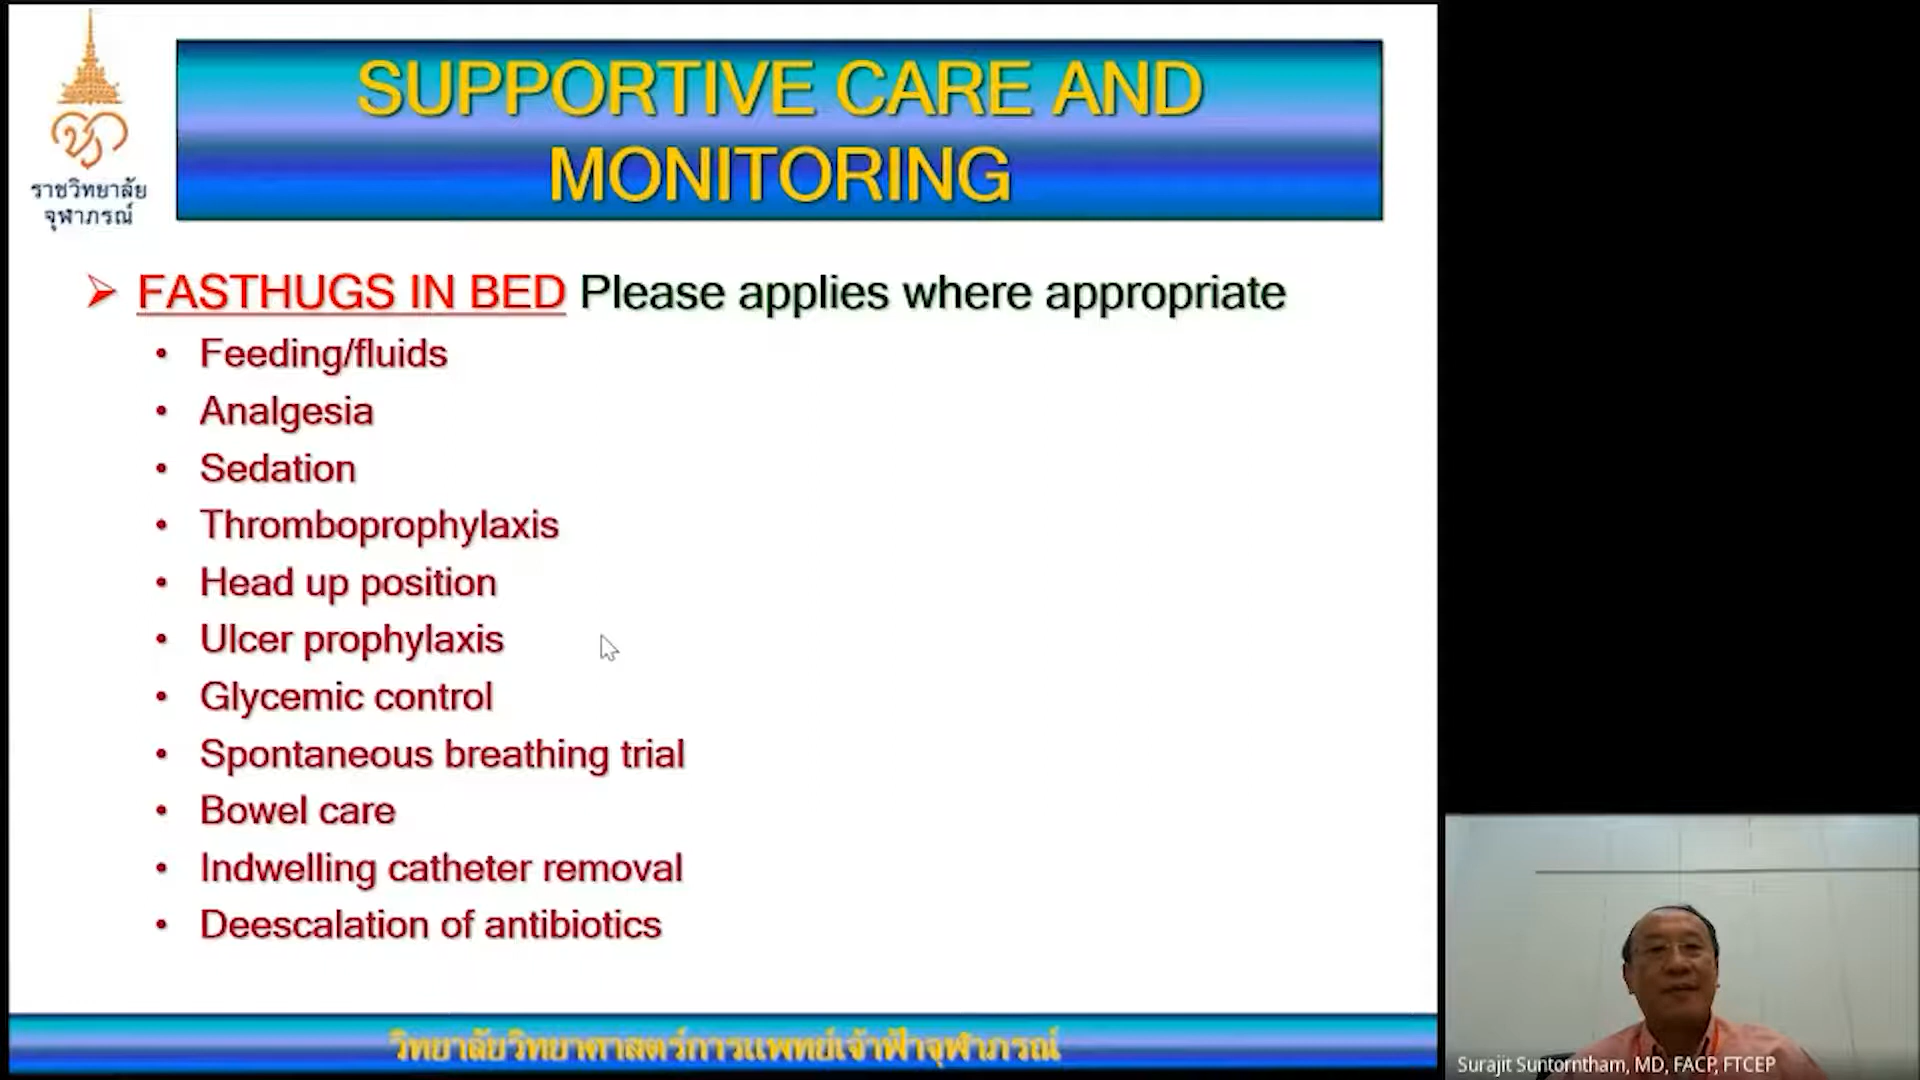 ราชวิทยาลัย
จุฬาภรณ์
SUPPORTIVE CARE AND
MONITORING
FASTHUGS IN BED Please applies where appropriate
Feeding/fluids
Analgesia
Sedation
Thromboprophylaxis
Head up position
Ulcer prophylaxis
Glycemic control
Spontaneous breathing trial
Bowel care
Indwelling catheter removal
Deescalation of antibiotics
วิทยาลัยวิทยาศาสตร์การแพทย์เจ้าฟ้าจุฬาภรณ์
Surajit Suntorntham, MD, FACP, FTCEP